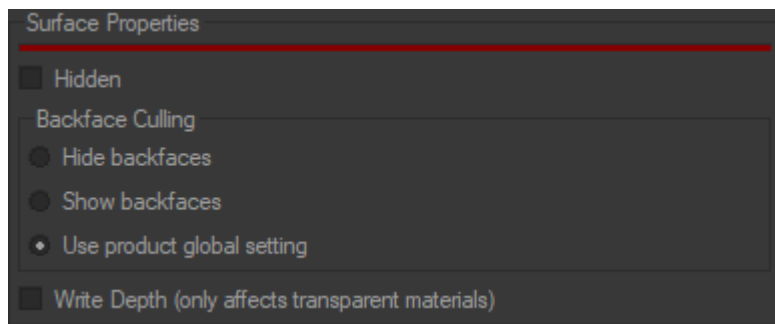 Surface Properties
Hidden
Backface Culling
Hide backfaces
Show backfaces
Use product global setting
Write Depth (only affects transparent materials)